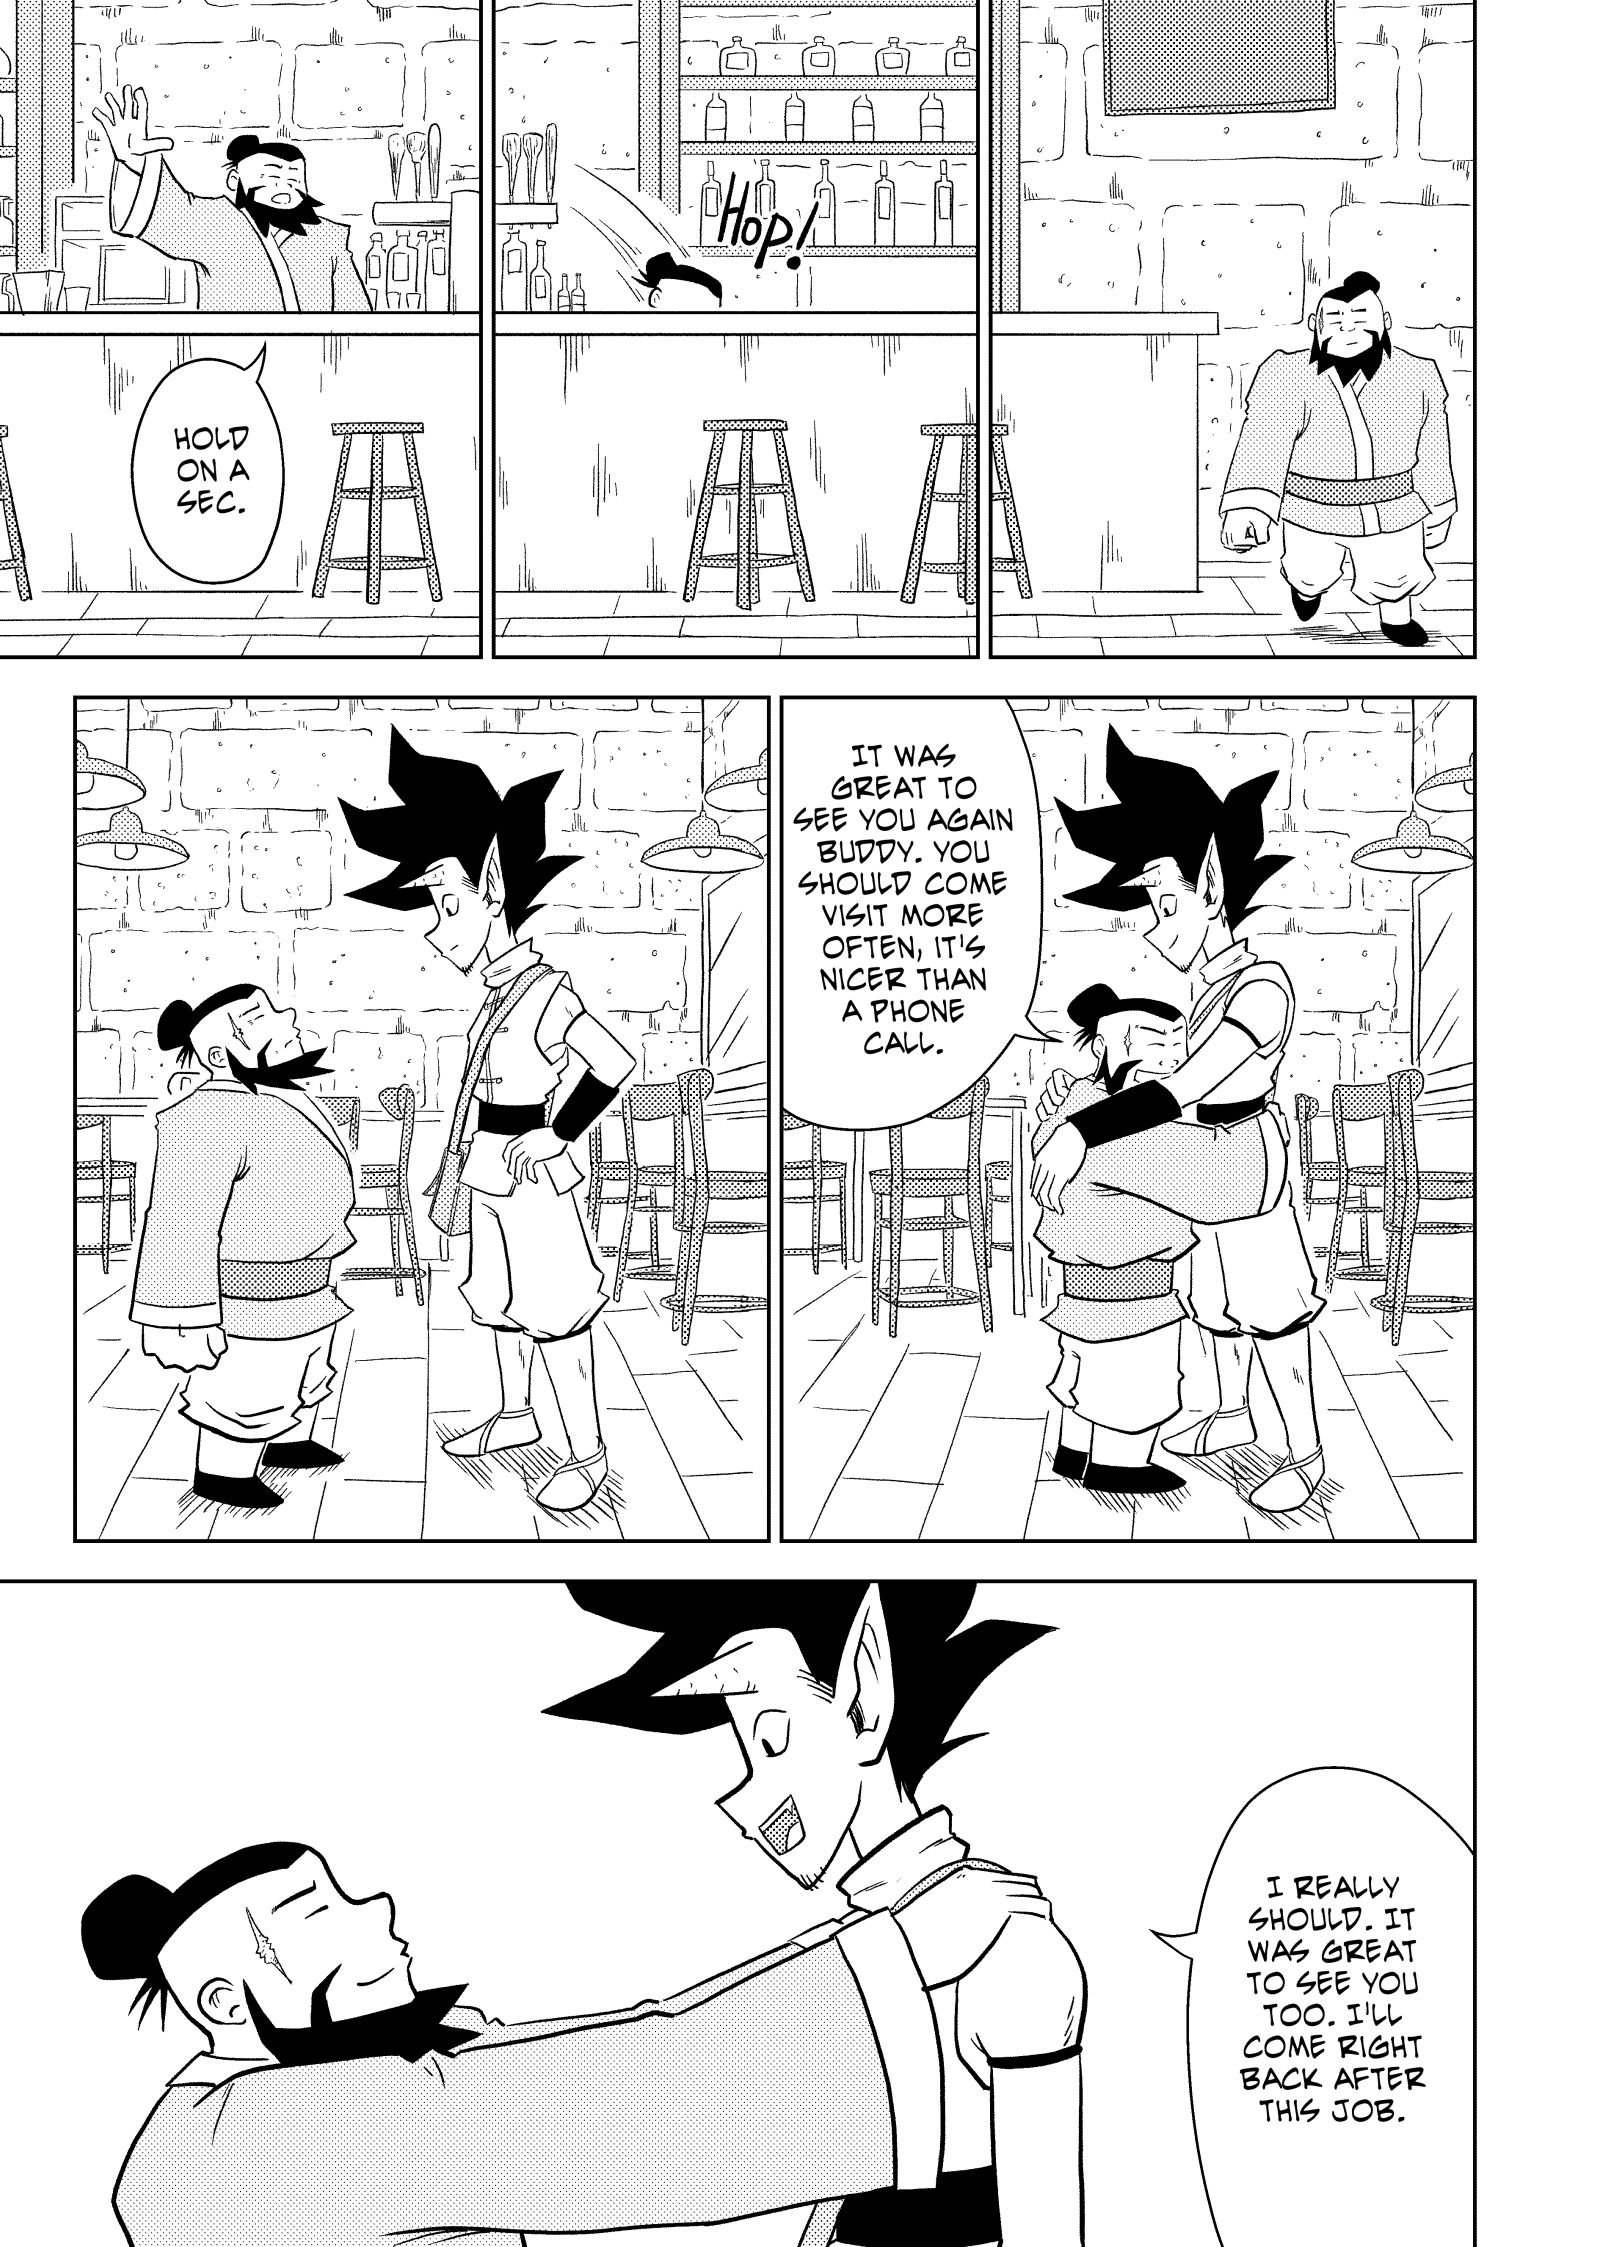 HOLD
ON A
SEC.
Hop!
IT WAS
GREAT TO
SEE YOU AGAIN
BUDDY. YOU
SHOULD COME
VISIT MORE
OFTEN, IT'S
NICER THAN
A PHONE
CALL.
I REALLY
SHOULD. IT
WAS GREAT
TO SEE YOU
TOO. I'LL
COME RIGHT
BACK AFTER
THIS JOB.